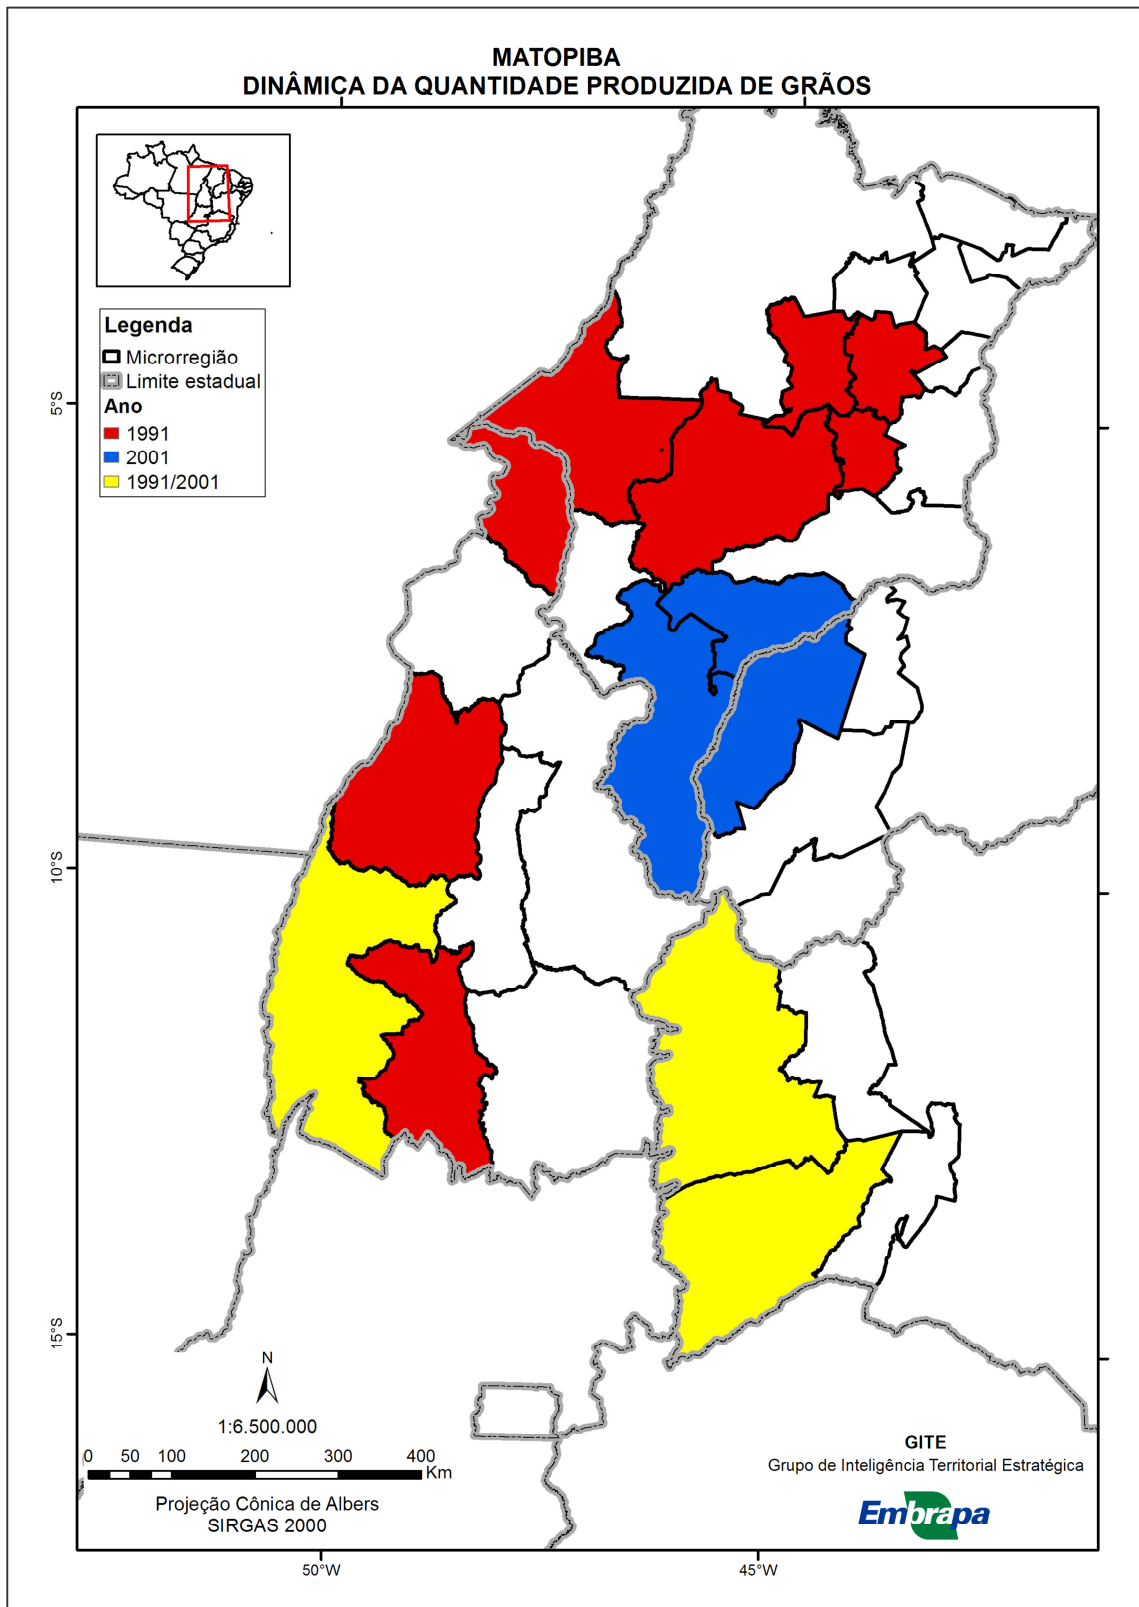 MATOPIBA
DINÂMICA DA QUANTIDADE PRODUZIDA DE GRÃOS
Legenda
Microrregião
Limite estadual
Ano
1991
2001
1991/2001
5°S
10°S
15°S
N
1:6.500.000
0 50 100 200 300 400
Km
Projeção Cônica de Albers
SIRGAS 2000
GITE
Grupo de Inteligência Territorial Estratégica
Embrapa
50°W
45°W